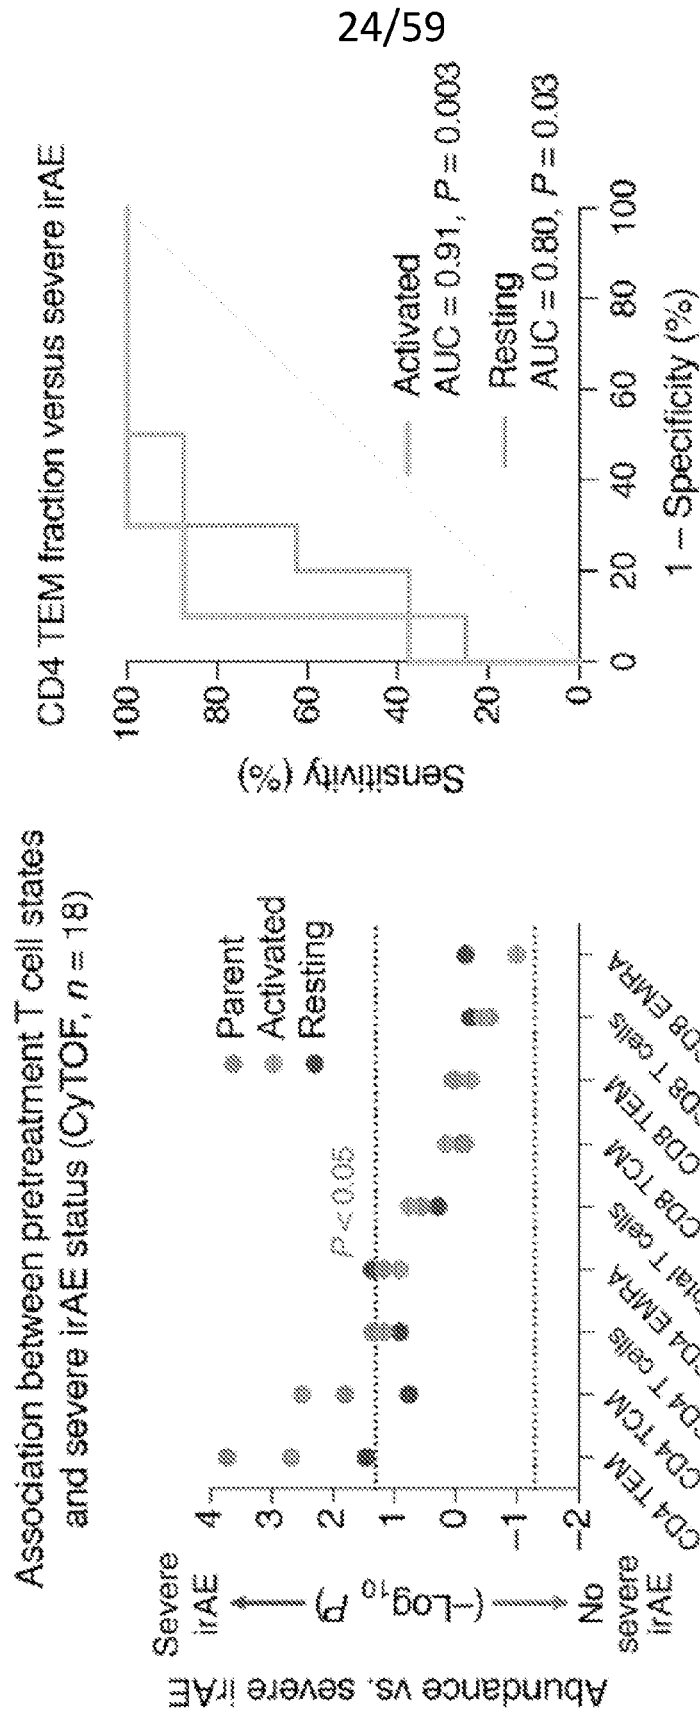 24/59
Association between pretreatment T cell states
and severe irAE status (CyTOF, n = 18)
Abundance vs. severe irAE
(–Log10 P)
Severe
irAE
No
severe
irAE
4
3
2
1
0
–1
–2
Parent
Activated
Resting
P < 0.05
CD4 TEM
CD4 TCM
CD4 T cells
CD4 EMRA
Total T cells
CD8 TCM
CD8 TEM
CD8 T cells
CD8 EMRA
CD4 TEM fraction versus severe irAE
Sensitivity (%)
100
80
60
40
20
0
Activated
AUC = 0.91, P = 0.003
Resting
AUC = 0.80, P = 0.03
0
20
40
60
80
100
1 – Specificity (%)